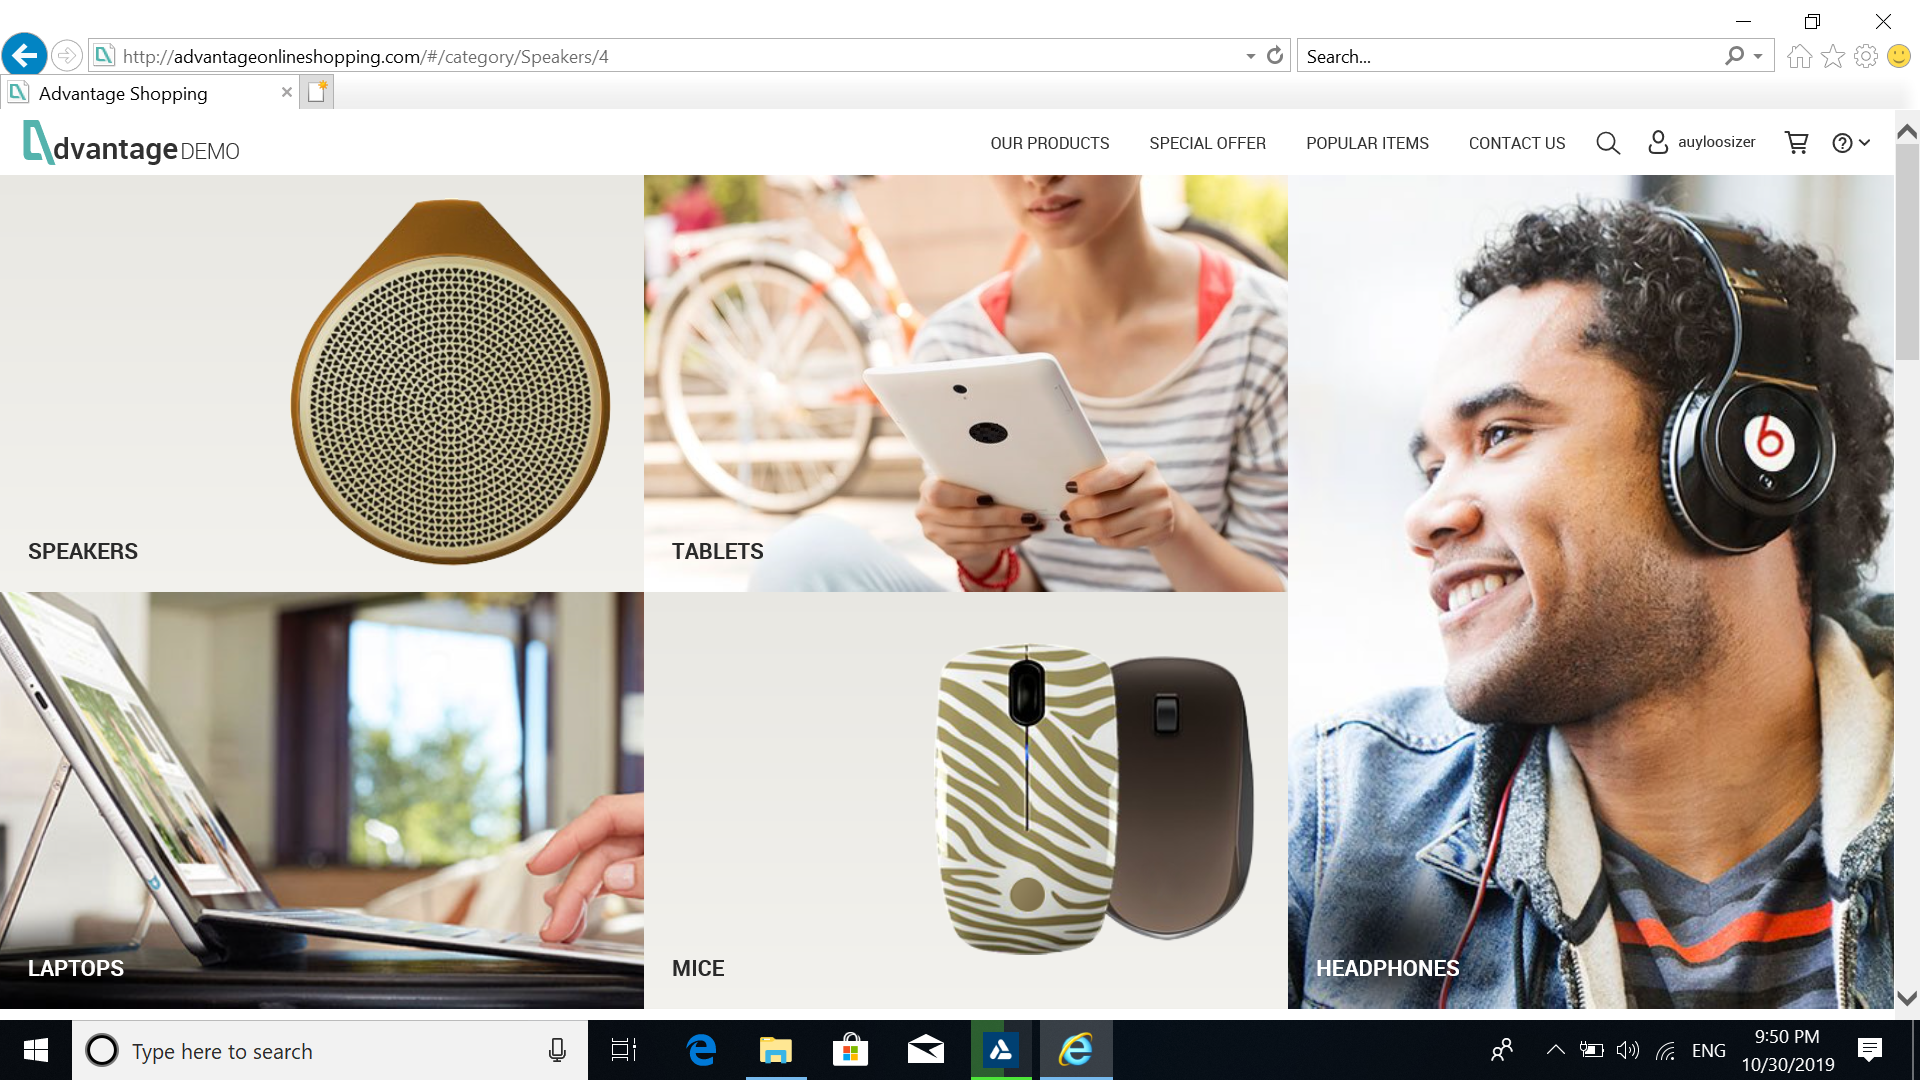 http://advantageonlineshopping.com/#/category/Speakers/4
Search...
Advantage Shopping
dvantage DEMO
OUR PRODUCTS
SPECIAL OFFER
POPULAR ITEMS
CONTACT US
auyloosizer
SPEAKERS
TABLETS
LAPTOPS
MICE
HEADPHONES
Type here to search
ENG
9:50 PM
10/30/2019